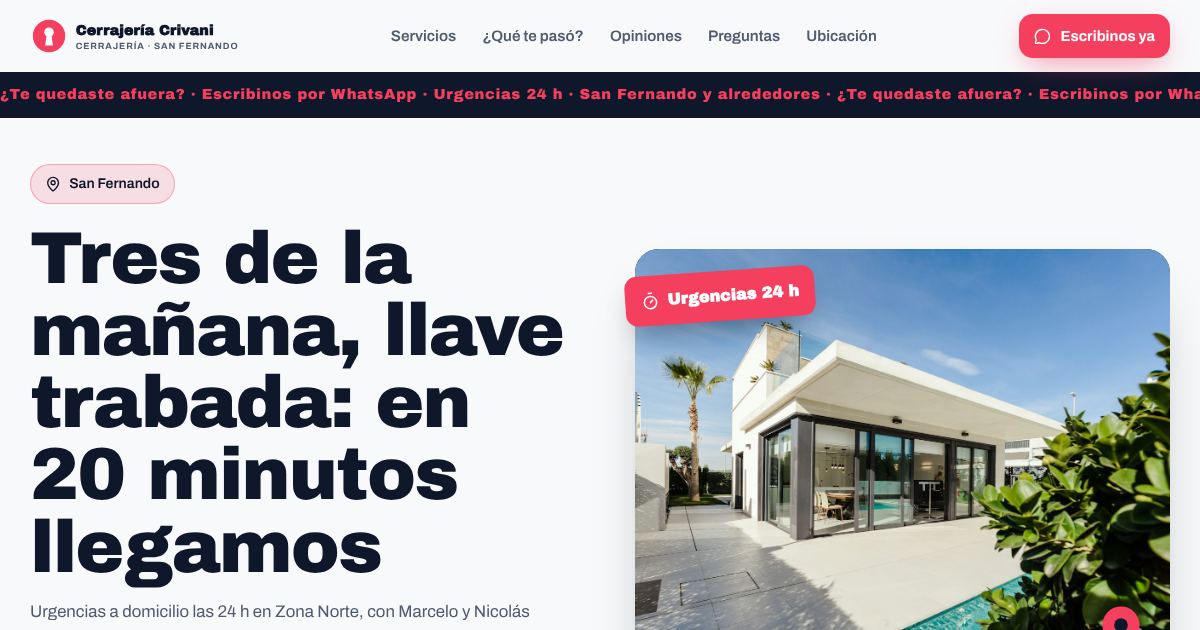 Cerrajería Crivani
CERRAJERÍA · SAN FERNANDO
Servicios
¿Qué te pasó?
Opiniones
Preguntas
Ubicación
Escribinos ya
¿Te quedaste afuera? · Escribinos por WhatsApp · Urgencias 24 h · San Fernando y alrededores · ¿Te quedaste afuera? · Escribinos por Wha
San Fernando
Tres de la
mañana, llave
trabada: en
20 minutos
llegamos
Urgencias 24 h
Urgencias a domicilio las 24 h en Zona Norte, con Marcelo y Nicolás